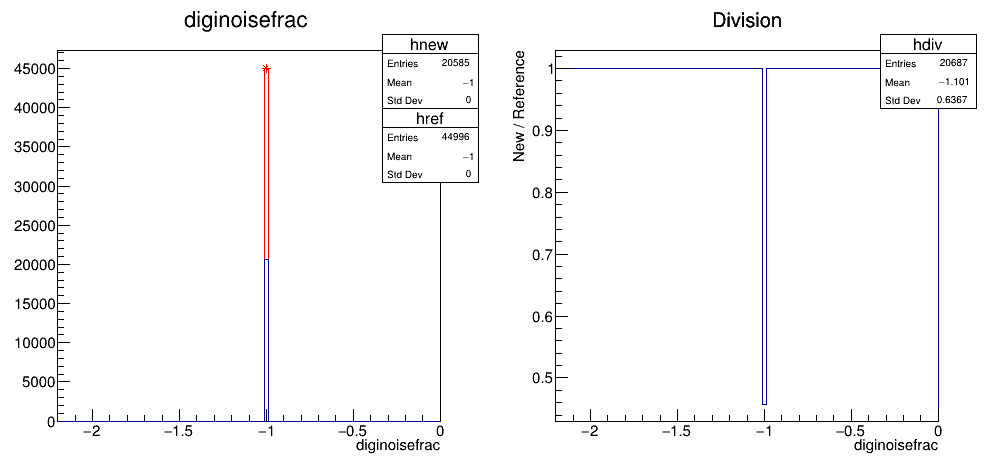 diginoisefrac
hnew
Entries 20585
Mean −1
Std Dev 0
href
Entries 44996
Mean −1
Std Dev 0
45000
40000
35000
30000
25000
20000
15000
10000
5000
0
−2 −1.5 −1 −0.5 0
diginoisefrac
Division
hdiv
Entries 20687
Mean −1.101
Std Dev 0.6367
New / Reference
1
0.9
0.8
0.7
0.6
0.5
−2 −1.5 −1 −0.5 0
diginoisefrac